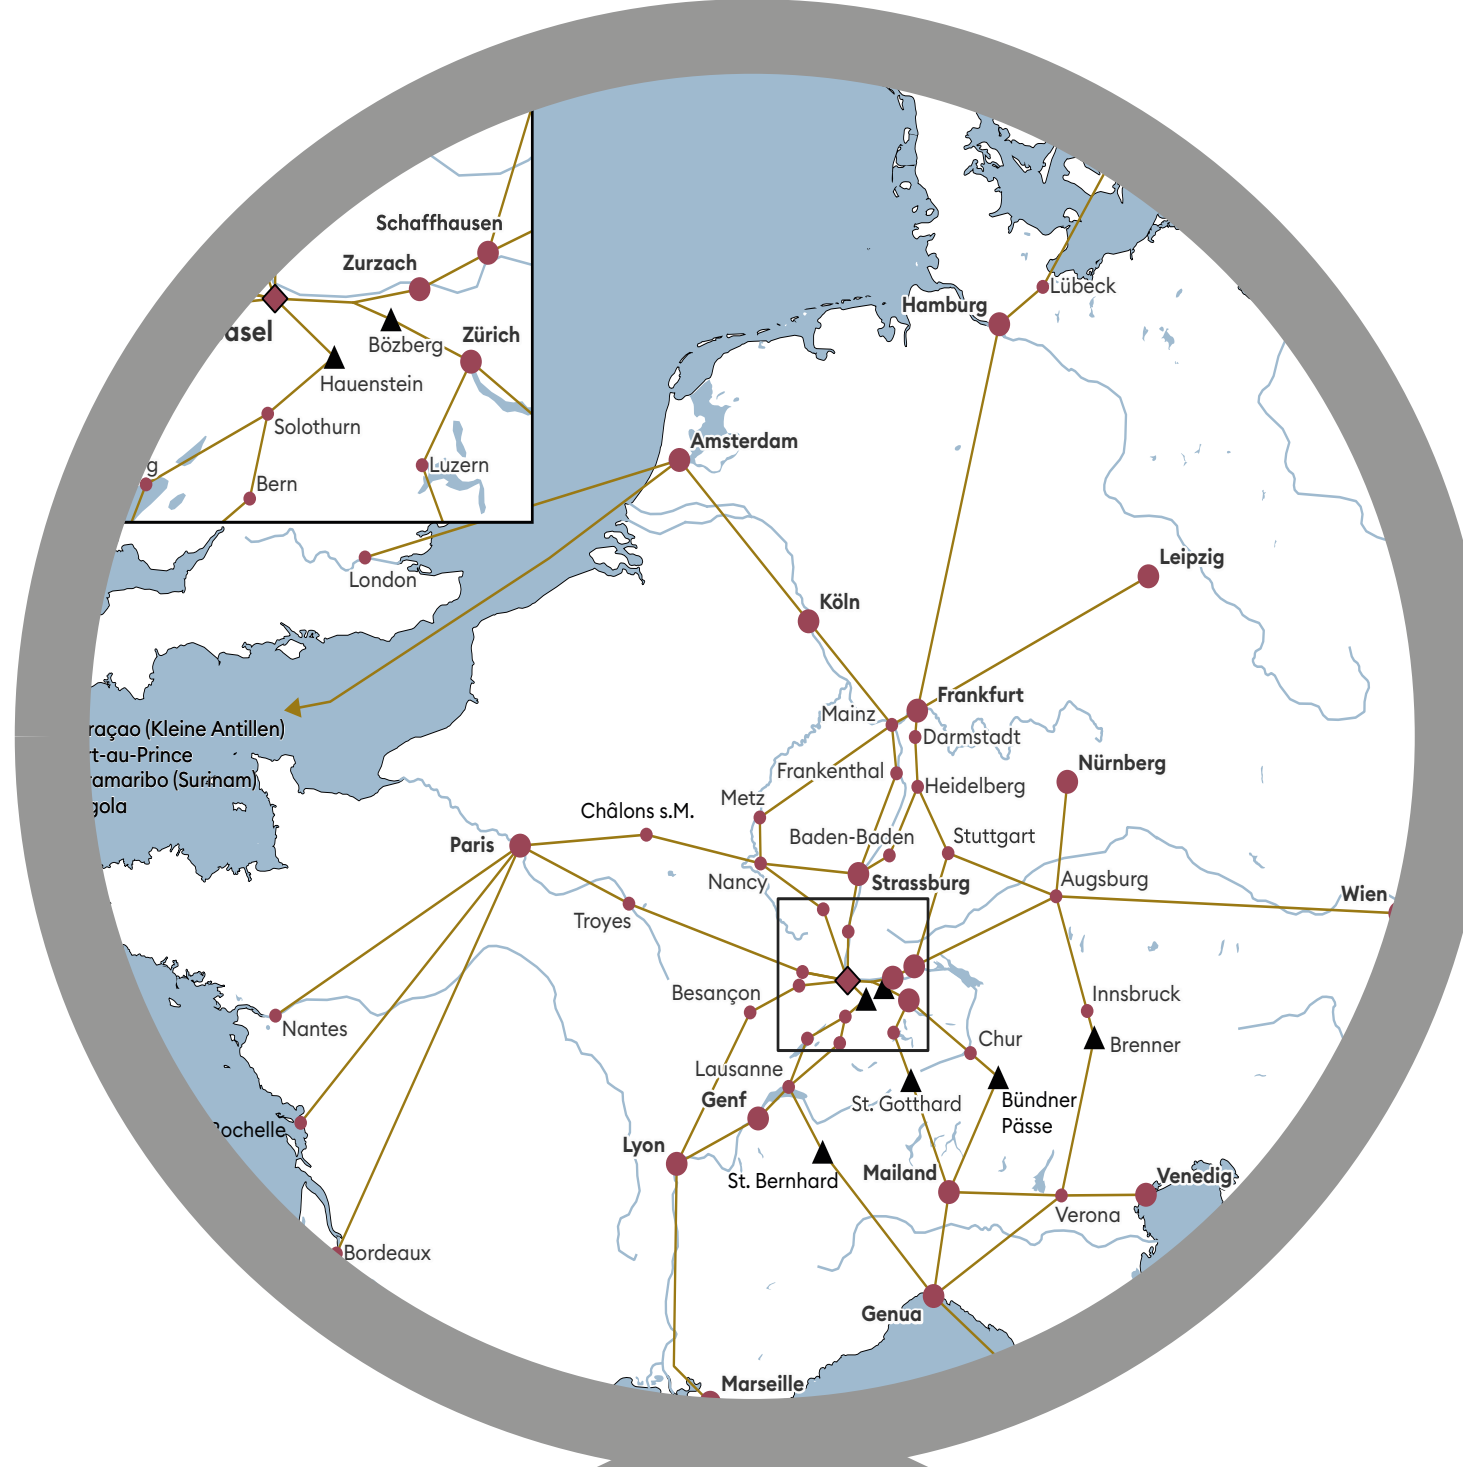 Schaffhausen
Zurzach
asel
Bözberg
Zürich
Hauenstein
Solothurn
g
Bern
Luzern
Lübeck
Hamburg
Amsterdam
London
Leipzig
Köln
Frankfurt
Mainz
Darmstadt
raçao (Kleine Antillen)
rt-au-Prince
ramaribo (Surinam)
gola
Frankenthal
Heidelberg
Nürnberg
Metz
Châlons s.M.
Baden-Baden
Stuttgart
Paris
Nancy
Strassburg
Augsburg
Wien
Troyes
Besançon
Innsbruck
Nantes
Chur
Brenner
Lausanne
Genf
St. Gotthard
Bündner
Pässe
Rochelle
Lyon
St. Bernhard
Mailand
Venedig
Verona
Bordeaux
Genua
Marseille